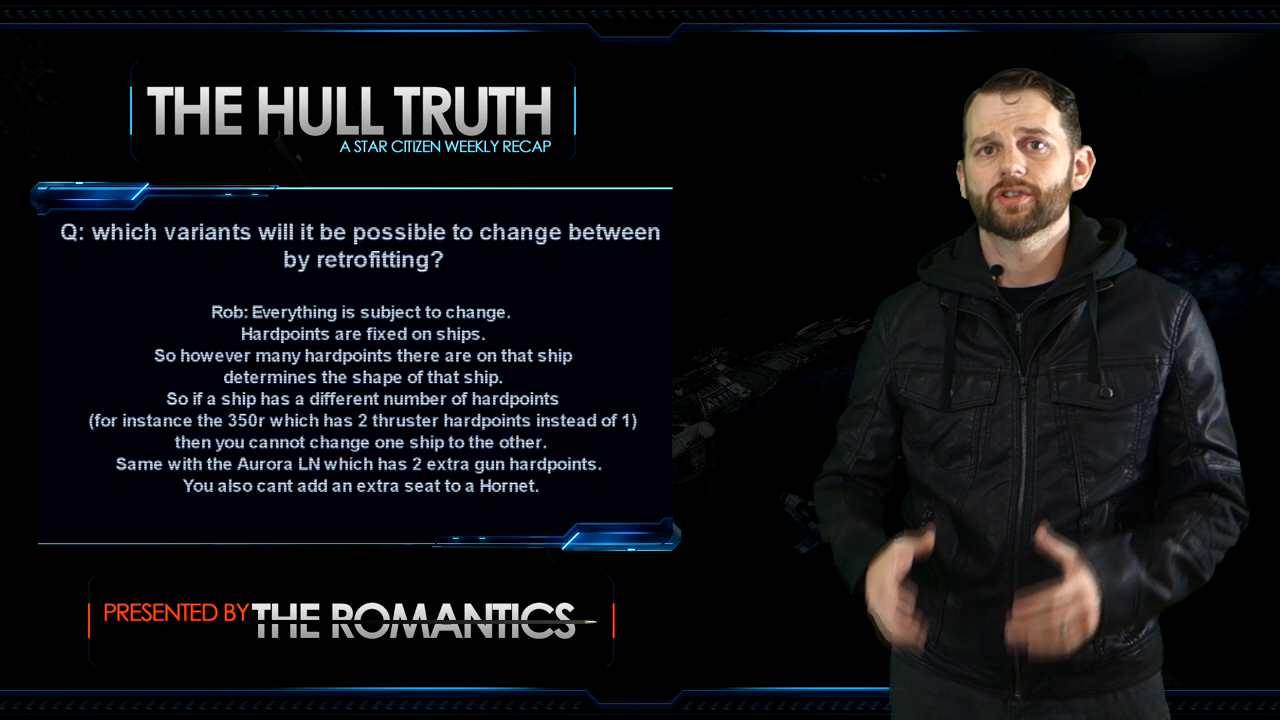 THE HULL TRUTH
A STAR CITIZEN WEEKLY RECAP
Q: which variants will it be possible to change between
by retrofitting?
Rob: Everything is subject to change.
Hardpoints are fixed on ships.
So however many hardpoints there are on that ship
determines the shape of that ship.
So if a ship has a different number of hardpoints
(for instance the 350r which has 2 thruster hardpoints instead of 1)
then you cannot change one ship to the other.
Same with the Aurora LN which has 2 extra gun hardpoints.
You also cant add an extra seat to a Hornet.
PRESENTED BY THE ROMANTICS